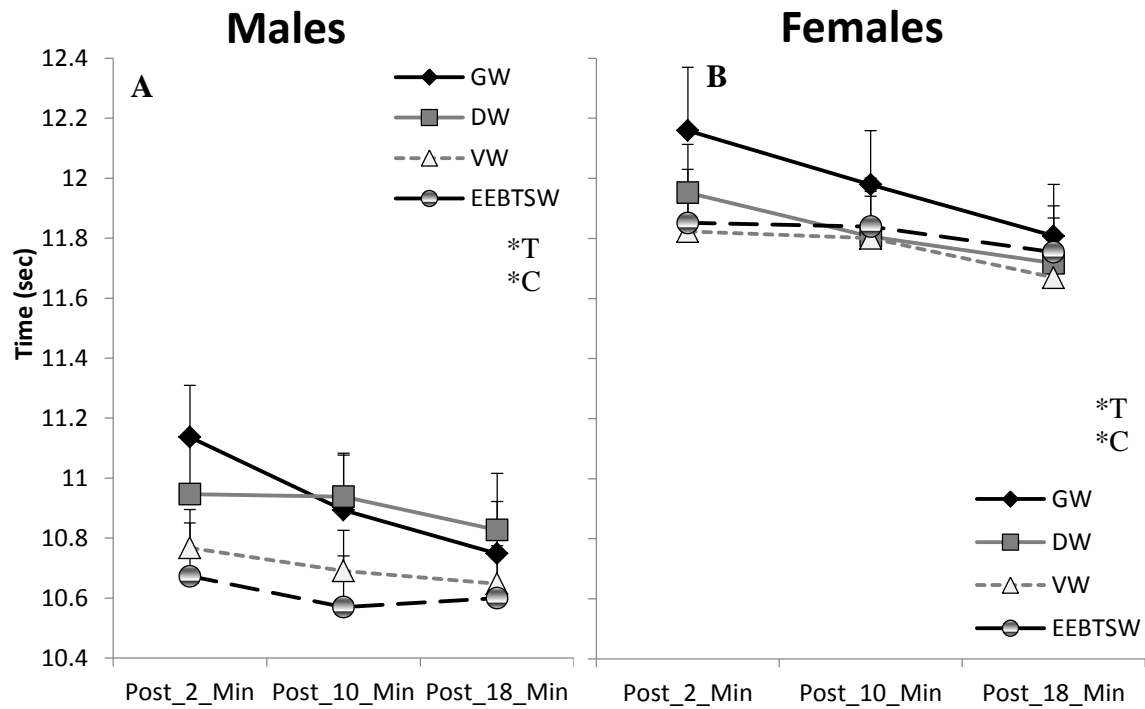 Males
Females
Time (sec)
12.4
12.2
12
11.8
11.6
11.4
11.2
11
10.8
10.6
10.4
A
GW
DW
VW
EEBTSW
*T
*C
Post_2_Min
Post_10_Min
Post_18_Min
B
*T
*C
GW
DW
VW
EEBTSW
Post_2_Min
Post_10_Min
Post_18_Min